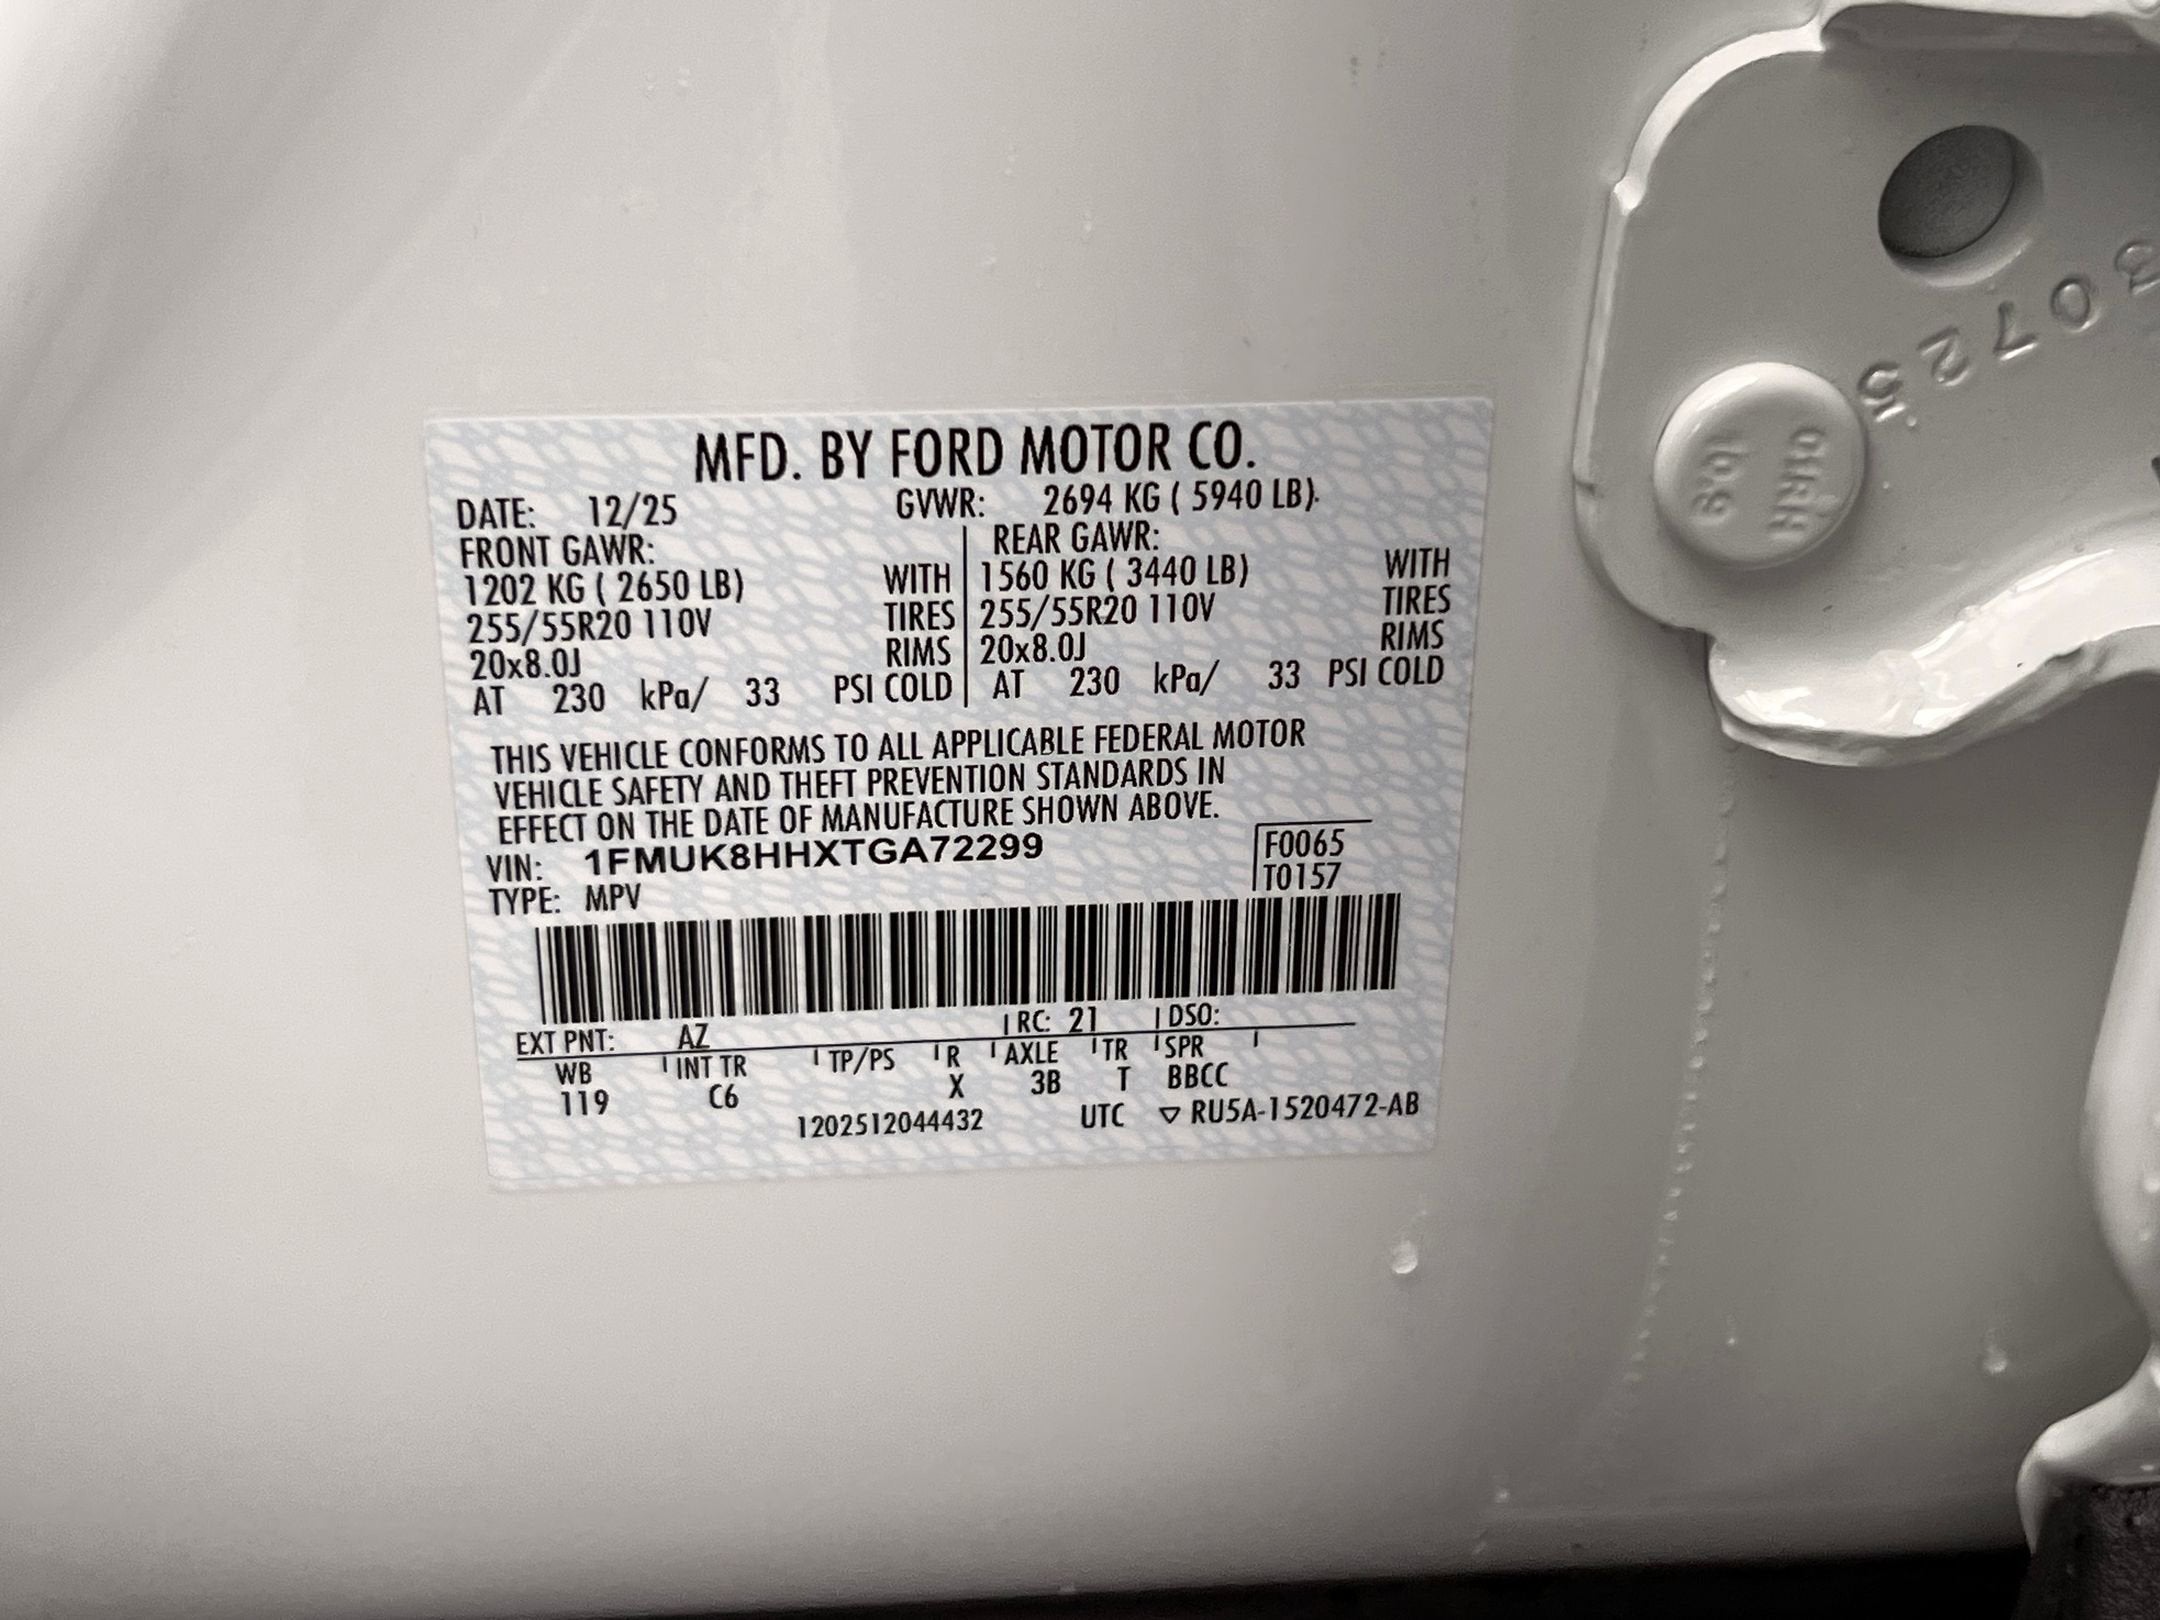 MFD. BY FORD MOTOR CO.
DATE: 12/25 GVWR: 2694 KG ( 5940 LB).
FRONT GAWR: REAR GAWR:
1202 KG ( 2650 LB) WITH 1560 KG ( 3440 LB) WITH
255/55R20 110V TIRES 255/55R20 110V TIRES
20x8.0J RIMS 20x8.0J RIMS
AT 230 kPa/ 33 PSI COLD AT 230 kPa/ 33 PSI COLD
THIS VEHICLE CONFORMS TO ALL APPLICABLE FEDERAL MOTOR
VEHICLE SAFETY AND THEFT PREVENTION STANDARDS IN
EFFECT ON THE DATE OF MANUFACTURE SHOWN ABOVE.
VIN: 1FMUK8HHXTGA72299 F0065
TYPE: MPV T0157
EXT PNT: AZ RC: 21 DSO:
WB INT TR TP/PS R AXLE TR SPR
119 C6 X 3B T BBCC
1202512044432 UTC ▽ RU5A-1520472-AB
10.9